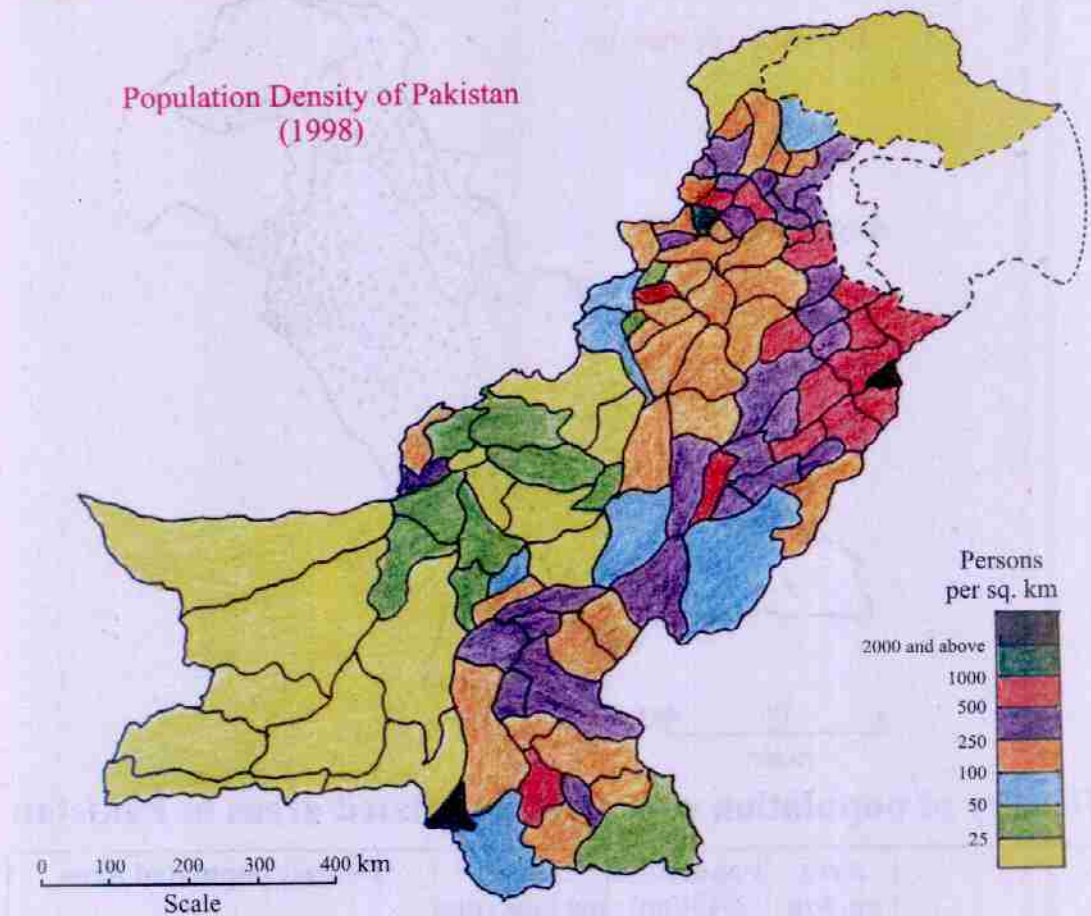 Population Density of Pakistan
(1998)
Persons
per sq. km
2000 and above
1000
500
250
100
50
25
0 100 200 300 400 km
Scale